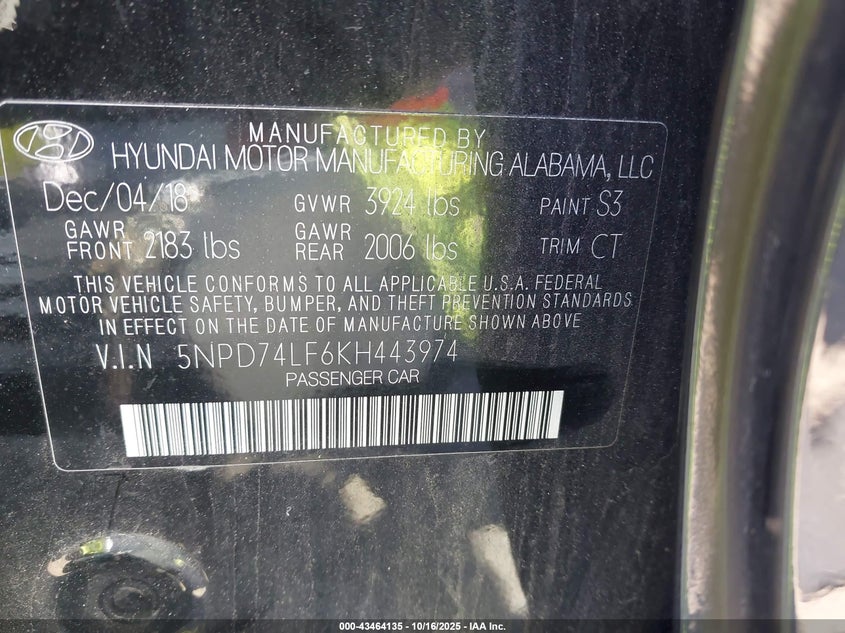 MANUFACTURED BY
HYUNDAI MOTOR MANUFACTURING ALABAMA, LLC
Dec/04/18 GVWR 3924 lbs PAINT S3
GAWR FRONT 2183 lbs GAWR REAR 2006 lbs TRIM CT
THIS VEHICLE CONFORMS TO ALL APPLICABLE U.S.A. FEDERAL
MOTOR VEHICLE SAFETY, BUMPER, AND THEFT PREVENTION STANDARDS
IN EFFECT ON THE DATE OF MANUFACTURE SHOWN ABOVE
V.I.N 5NPD74LF6KH443974
PASSENGER CAR
000-43464135 - 10/16/2025 - IAA Inc.